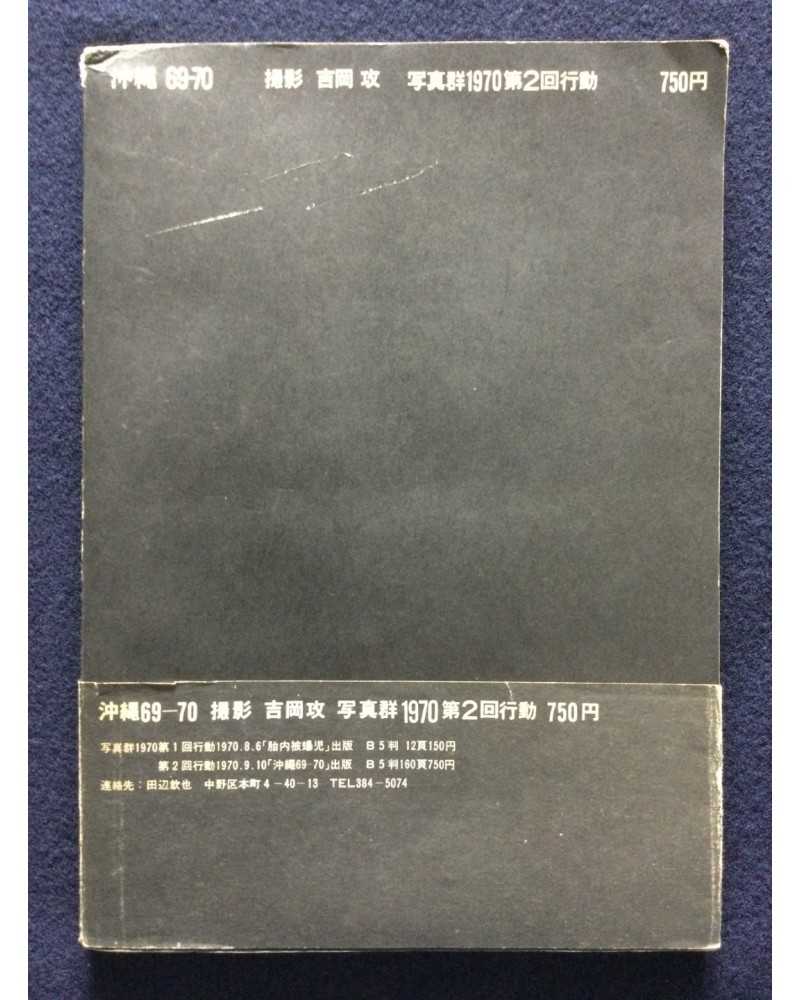 沖縄 69-70 撮影 吉岡 攻 写真群1970第2回行動 750円
沖縄69—70 撮影 吉岡攻 写真群1970第2回行動 750円
写真群1970第1回行動1970.8.6「胎内被爆児」出版 B5判 12頁150円
第2回行動1970.9.10「沖縄69-70」出版 B5判160頁750円
連絡先：田辺欽也 中野区本町4-40-13 TEL384-5074